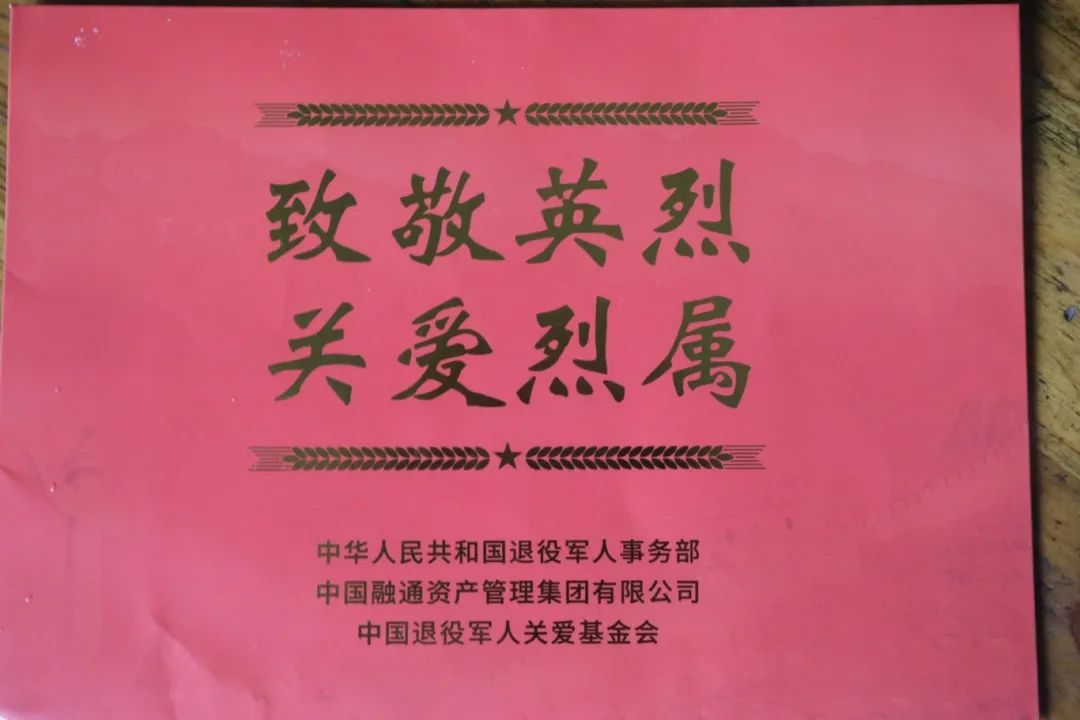 致敬英烈
关爱烈属
中华人民共和国退役军人事务部
中国融通资产管理集团有限公司
中国退役军人关爱基金会